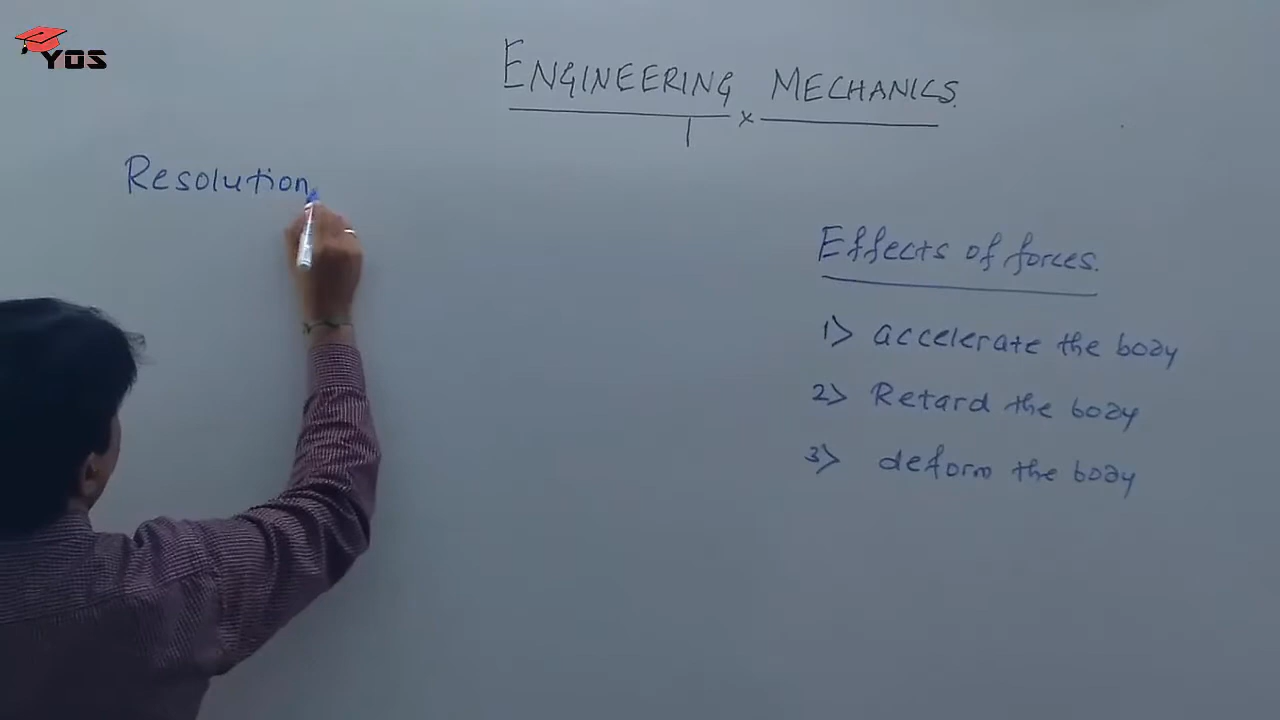 YOS
ENGINEERING MECHANICS.
x
Resolution
Effects of forces.
1> accelerate the body
2> Retard the body
3> deform the body